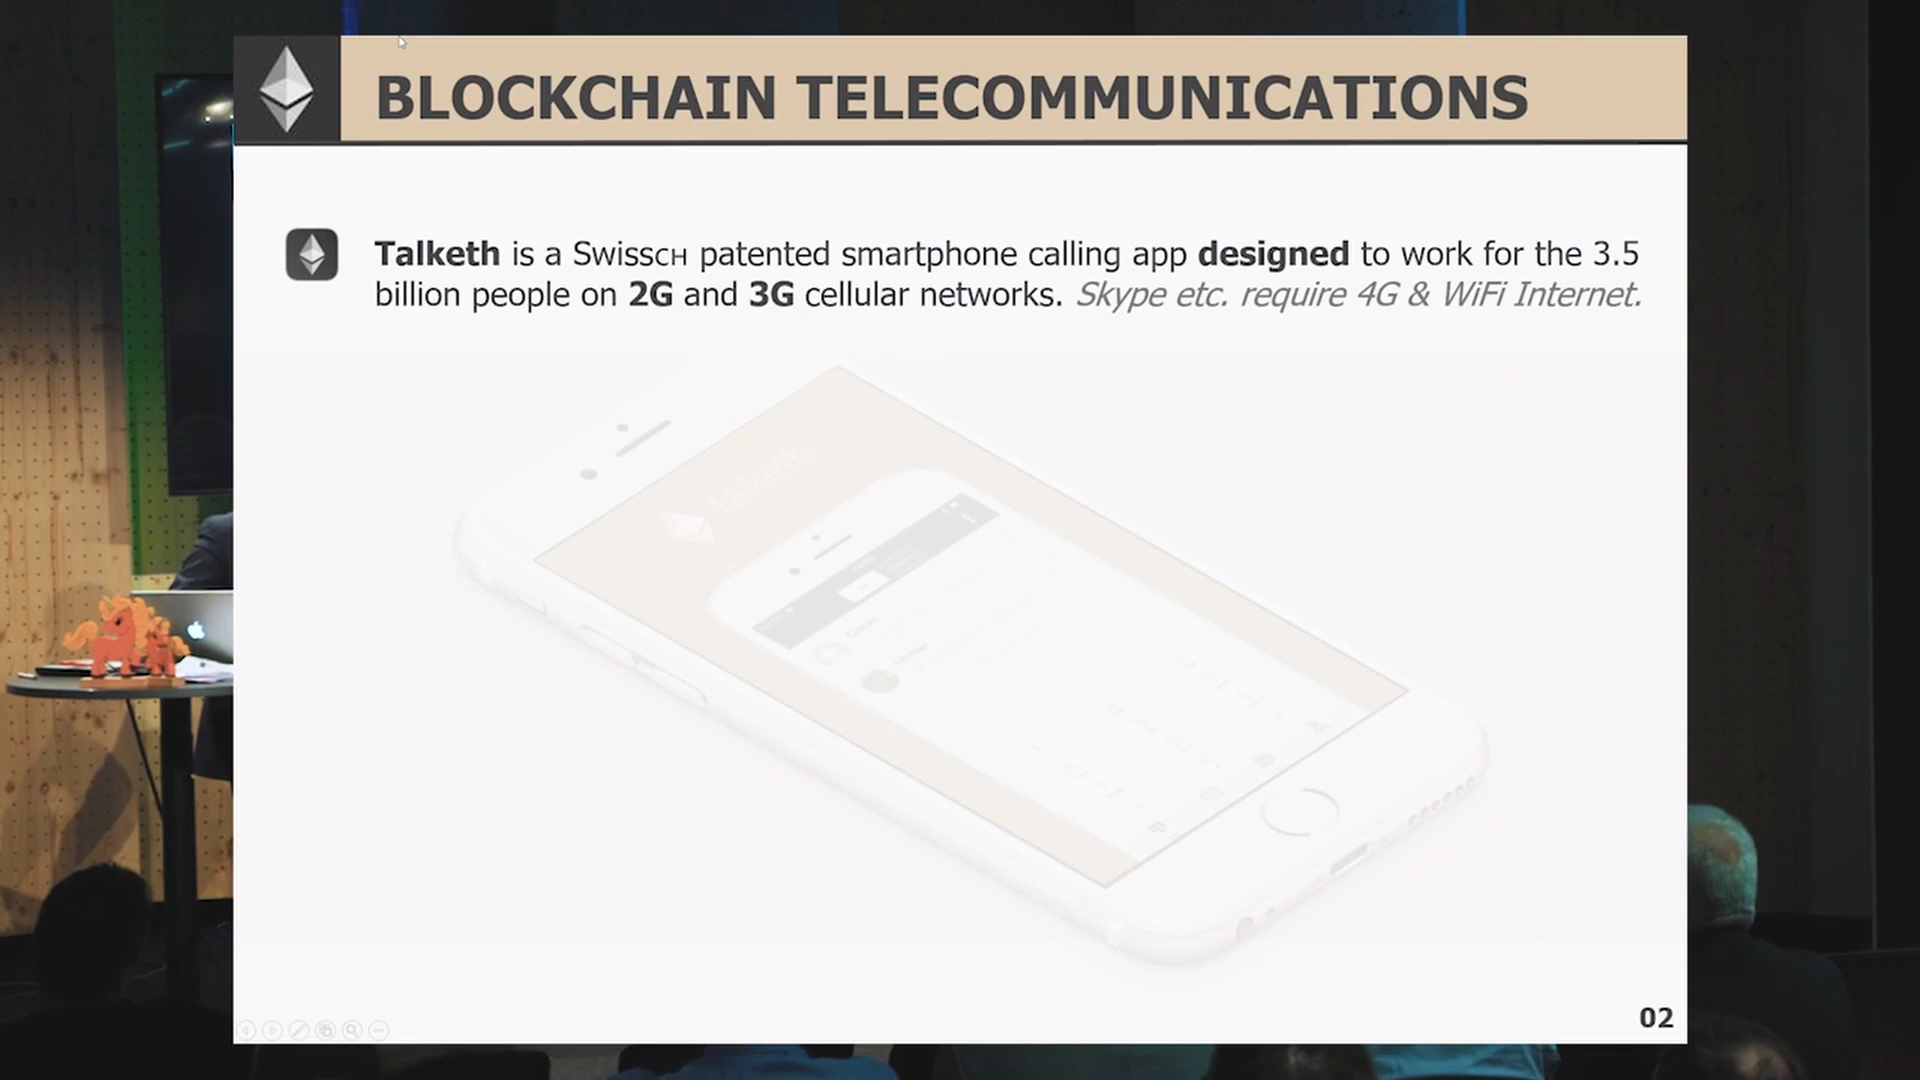 BLOCKCHAIN TELECOMMUNICATIONS
Talketh is a SwissCH patented smartphone calling app designed to work for the 3.5
billion people on 2G and 3G cellular networks. Skype etc. require 4G & WiFi Internet.
Talketh
02